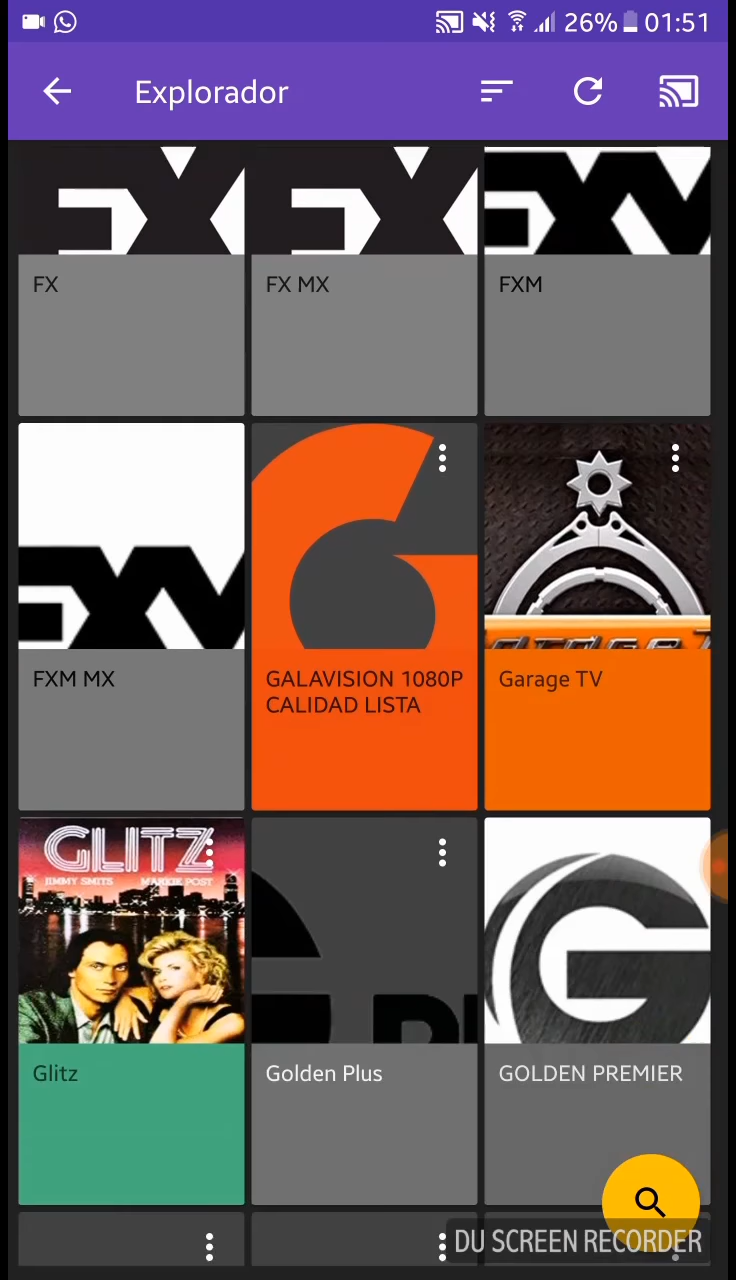 26% 01:51
Explorador
FX
FX MX
FXM
FXM MX
GALAVISION 1080P
CALIDAD LISTA
Garage TV
GLITZ
JIMMY SMITS MARKIE POST
Glitz
Golden Plus
GOLDEN PREMIER
DU SCREEN RECORDER